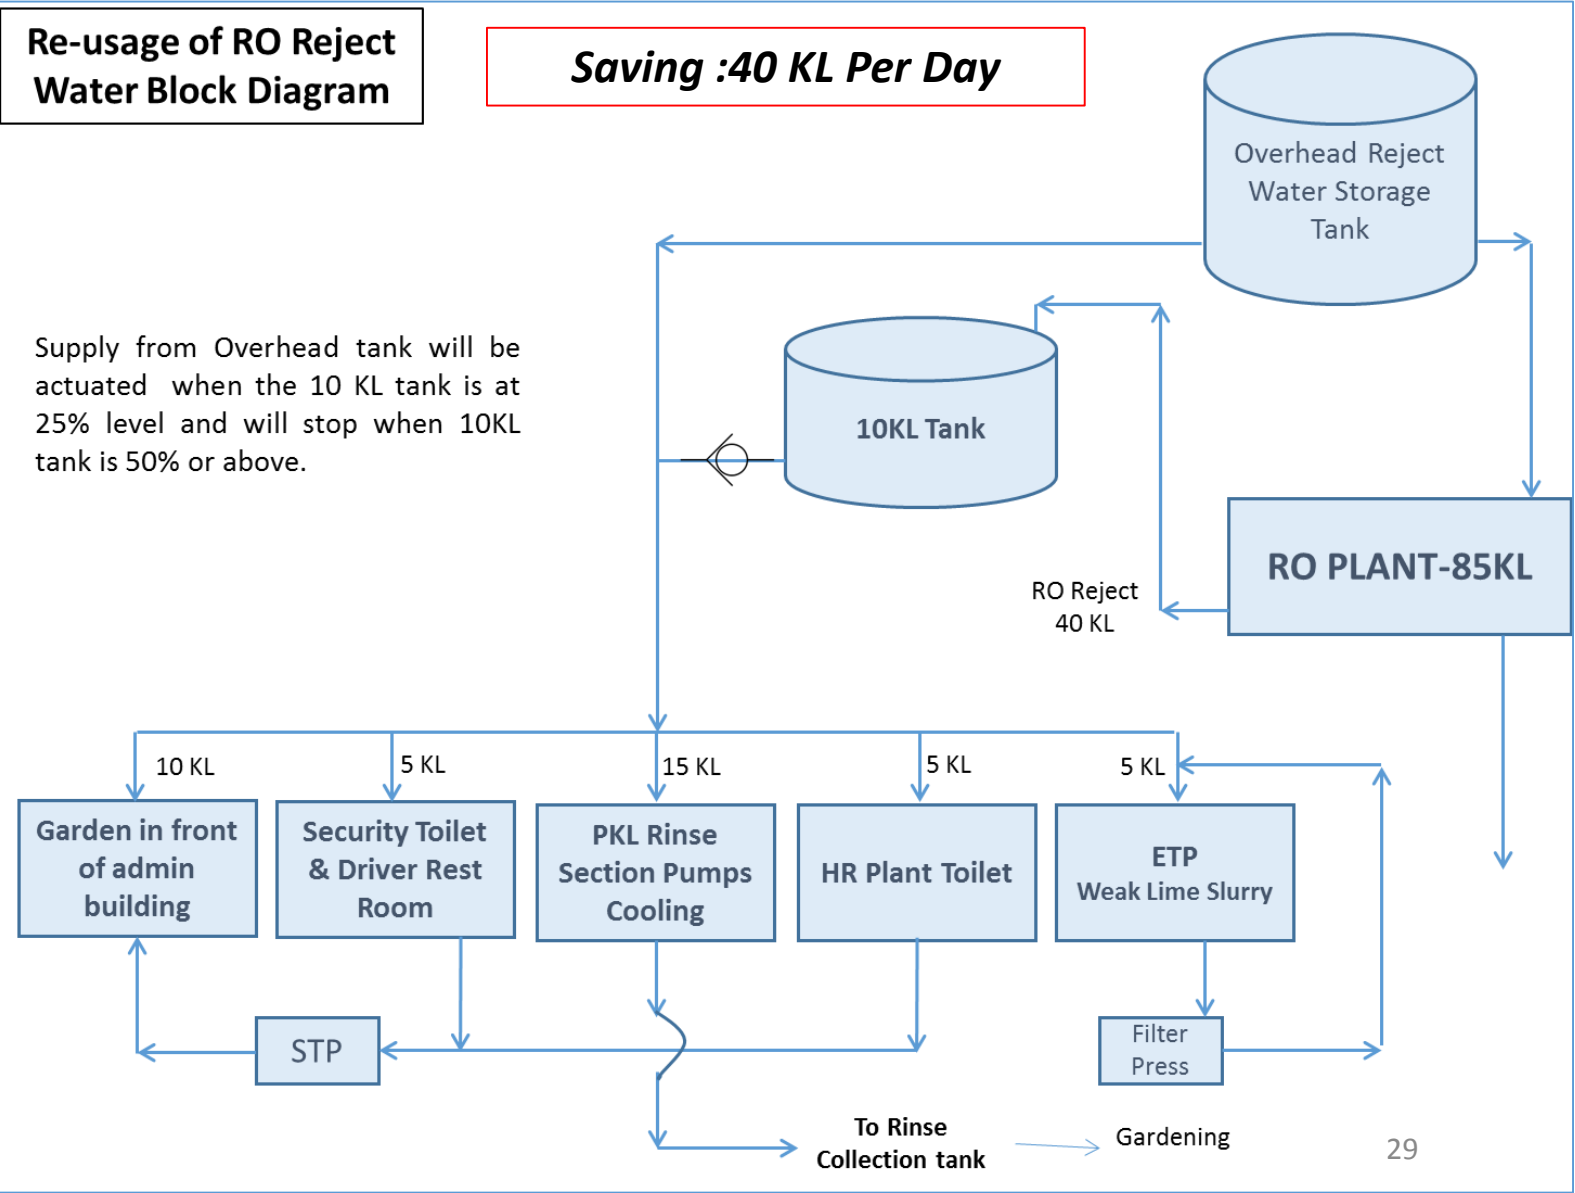 Re-usage of RO Reject
Water Block Diagram
Saving :40 KL Per Day
Overhead Reject
Water Storage
Tank
Supply from Overhead tank will be
actuated when the 10 KL tank is at
25% level and will stop when 10KL
tank is 50% or above.
10KL Tank
RO PLANT-85KL
RO Reject
40 KL
10 KL
5 KL
15 KL
5 KL
5 KL
Garden in front
of admin
building
Security Toilet
& Driver Rest
Room
PKL Rinse
Section Pumps
Cooling
HR Plant Toilet
ETP
Weak Lime Slurry
STP
Filter
Press
To Rinse
Collection tank
Gardening
29